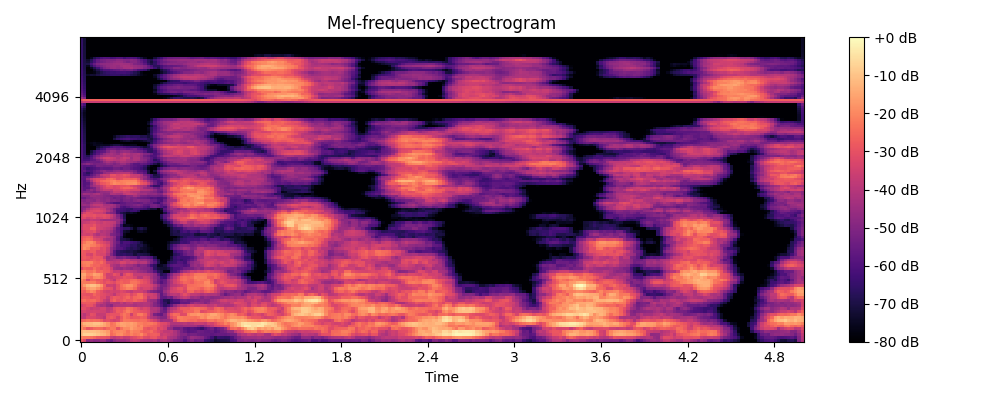 Mel-frequency spectrogram
+0 dB
-10 dB
-20 dB
-30 dB
-40 dB
-50 dB
-60 dB
-70 dB
-80 dB
Hz
4096
2048
1024
512
0
0 0.6 1.2 1.8 2.4 3 3.6 4.2 4.8
Time